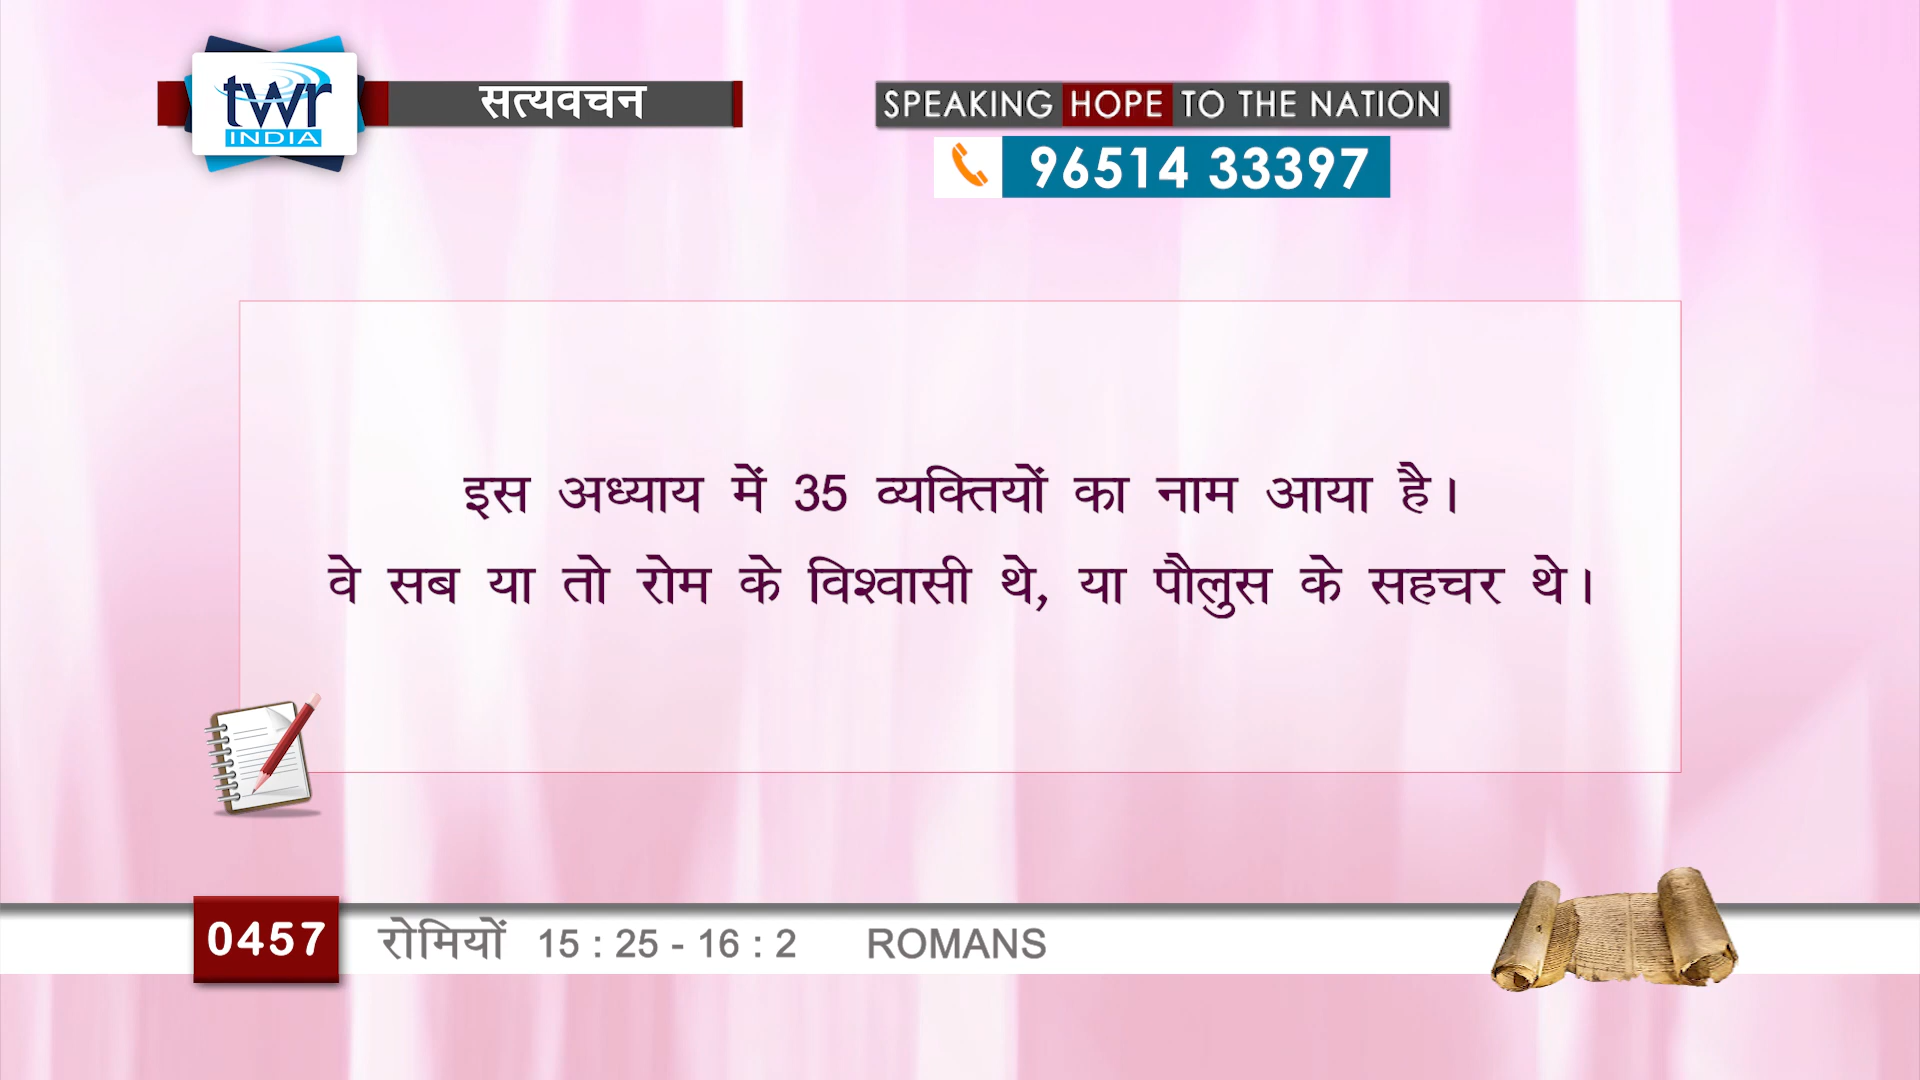 twr
INDIA
सत्यवचन
SPEAKING HOPE TO THE NATION
96514 33397
इस अध्याय में 35 व्यक्तियों का नाम आया है।
वे सब या तो रोम के विश्वासी थे, या पौलुस के सहचर थे।
0457 रोमियों 15 : 25 - 16 : 2 ROMANS